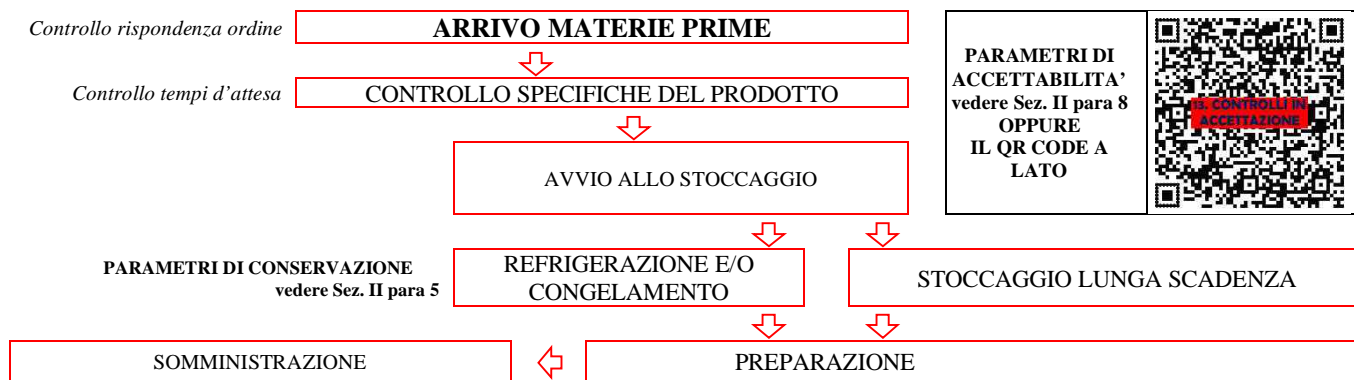 Controllo rispondenza ordine
ARRIVO MATERIE PRIME
Controllo tempi d'attesa
CONTROLLO SPECIFICHE DEL PRODOTTO
PARAMETRI DI
ACCETTABILITA'
vedere Sez. II para 8
OPPURE
IL QR CODE A
LATO
13. CONTROLLI IN
ACCETTAZIONE
AVVIO ALLO STOCCAGGIO
PARAMETRI DI CONSERVAZIONE
vedere Sez. II para 5
REFRIGERAZIONE E/O
CONGELAMENTO
STOCCAGGIO LUNGA SCADENZA
SOMMINISTRAZIONE
PREPARAZIONE